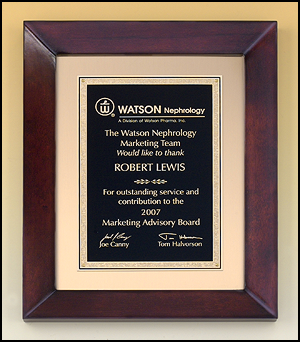 WATSON Nephrology
A Division of Watson Pharma, Inc.
The Watson Nephrology
Marketing Team
Would like to thank
ROBERT LEWIS
For outstanding service and
contribution to the
2007
Marketing Advisory Board
Joe Canny Tom Halvorson